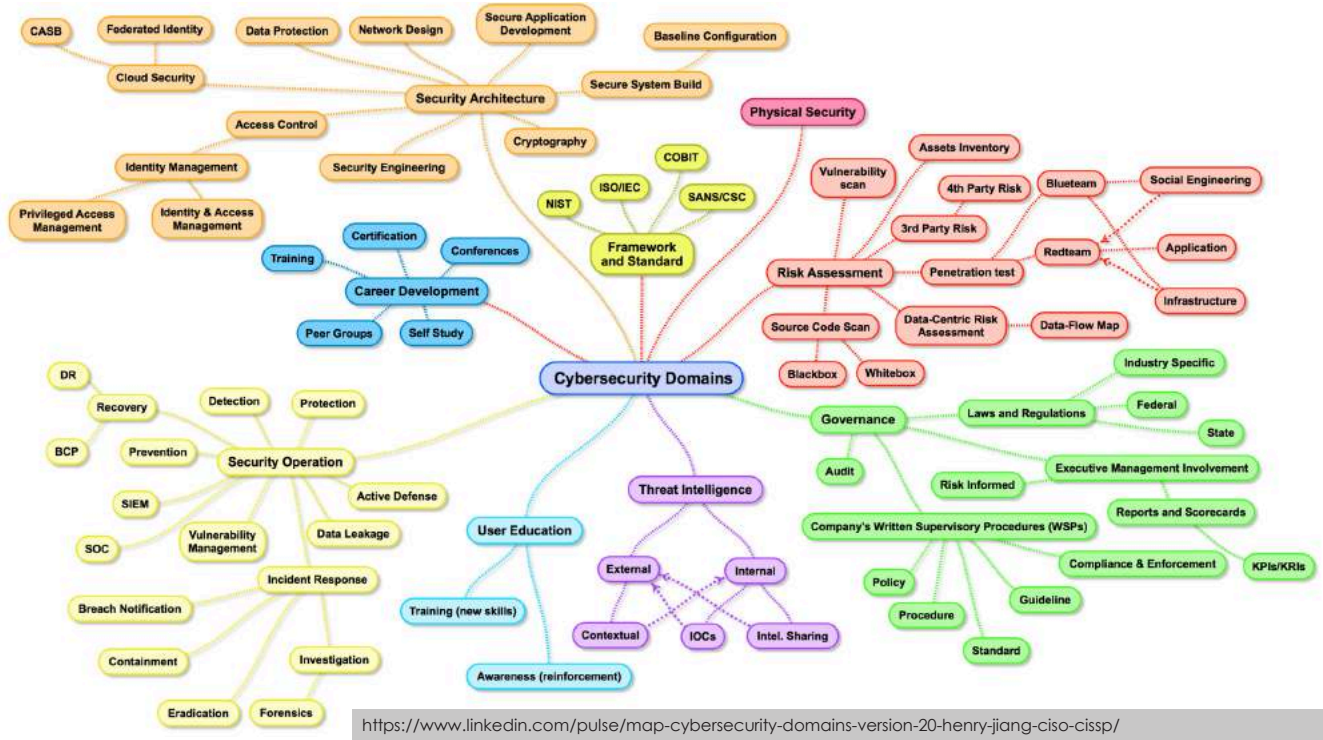 CASB
Federated Identity
Data Protection
Network Design
Secure Application
Development
Baseline Configuration
Cloud Security
Security Architecture
Secure System Build
Physical Security
Access Control
Cryptography
Identity Management
Security Engineering
Privileged Access
Management
Identity & Access
Management
NIST
ISO/IEC
COBIT
SANS/CSC
Framework
and Standard
Certification
Training
Conferences
Career Development
Peer Groups
Self Study
Vulnerability
scan
Assets Inventory
4th Party Risk
3rd Party Risk
Blueteam
Social Engineering
Risk Assessment
Penetration test
Redteam
Application
Infrastructure
Source Code Scan
Data-Centric Risk
Assessment
Data-Flow Map
Blackbox
Whitebox
Cybersecurity Domains
DR
Recovery
Detection
Protection
BCP
Prevention
Security Operation
SIEM
Active Defense
SOC
Vulnerability
Management
Data Leakage
Incident Response
Breach Notification
Containment
Investigation
Eradication
Forensics
User Education
Training (new skills)
Awareness (reinforcement)
Threat Intelligence
External
Internal
Contextual
IOCs
Intel. Sharing
Industry Specific
Governance
Laws and Regulations
Federal
State
Audit
Executive Management Involvement
Risk Informed
Reports and Scorecards
Company's Written Supervisory Procedures (WSPs)
Compliance & Enforcement
KPIs/KRIs
Policy
Guideline
Procedure
Standard
https://www.linkedin.com/pulse/map-cybersecurity-domains-version-20-henry-jiang-ciso-cissp/